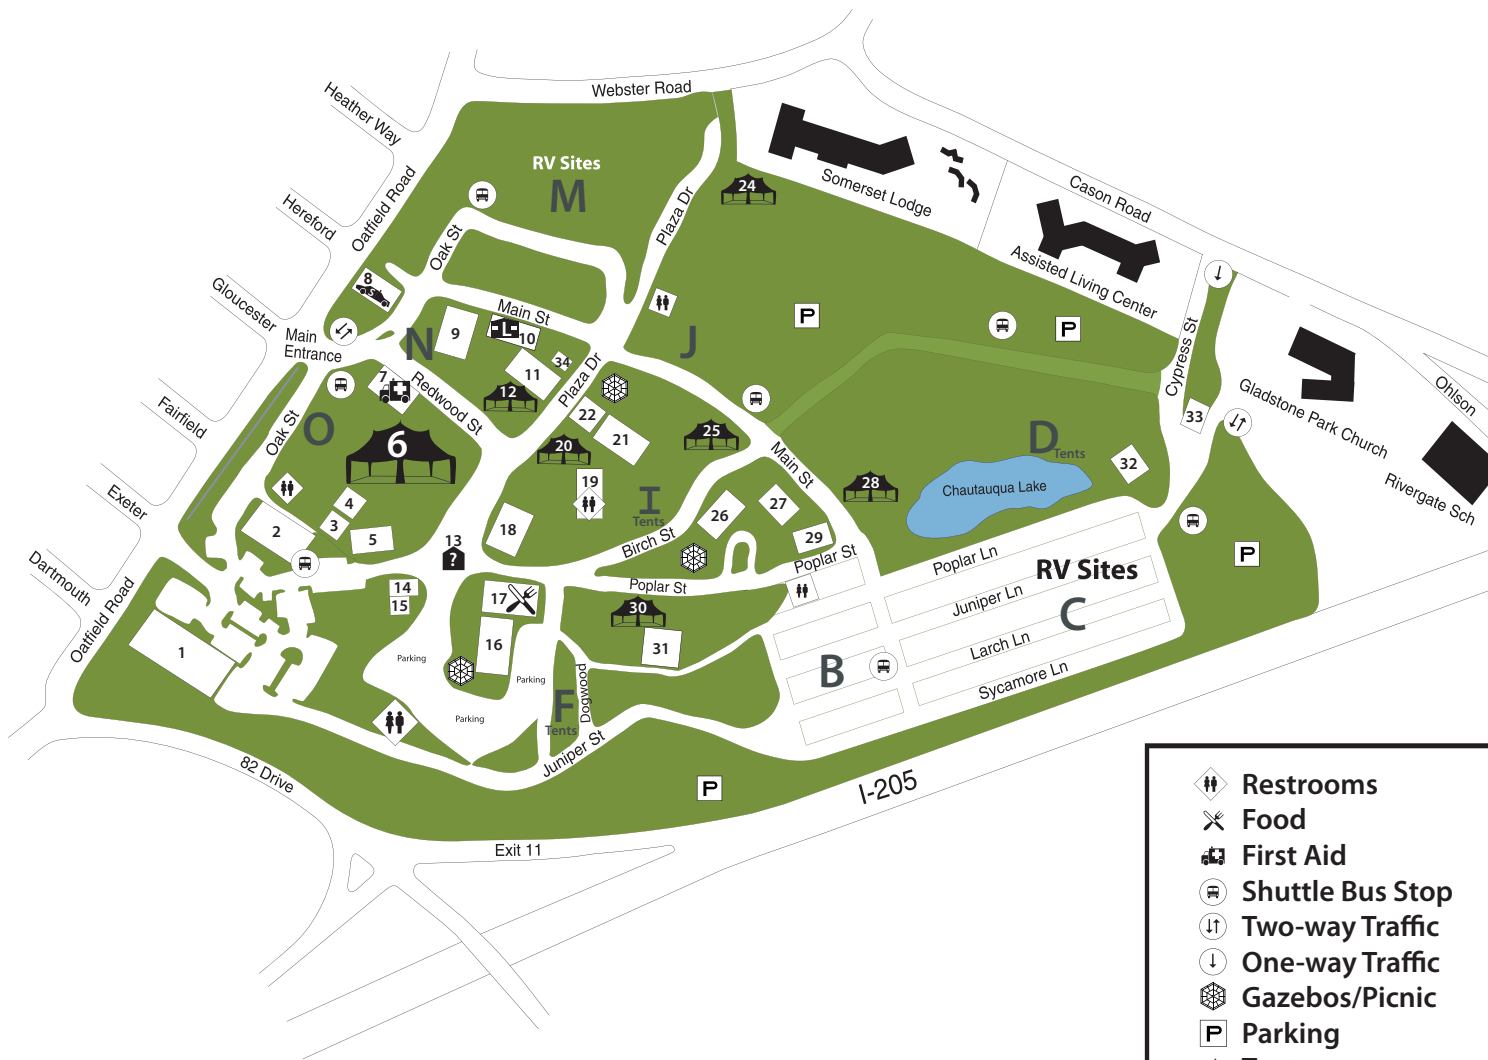 Webster Road
Heather Way
Oatfield Road
Hereford
Gloucester
Main
Entrance
Fairfield
Exeter
Dartmouth
Oatfield Road
RV Sites
M
Plaza Dr
24
Somerset Lodge
Cason Road
Assisted Living Center
Oak St
8
Main St
9
L
10
N
34
11
12
7
Redwood St
Plaza Dr
J
P
P
Cypress St
Gladstone Park Church
Ohlson
Rivergate Sch
33
O
Oak St
6
22
21
20
25
19
I
Tents
Main St
28
D
Tents
32
Chautauqua Lake
4
3
2
5
18
13
?
26
27
29
Birch St
Poplar St
Poplar St
Poplar Ln
RV Sites
Juniper Ln
C
Larch Ln
Sycamore Ln
P
14
15
17
30
31
16
1
Parking
Parking
Parking
B
F
Tents
Dogwood
Juniper St
82 Drive
P
I-205
Exit 11
Restrooms
Food
First Aid
Shuttle Bus Stop
Two-way Traffic
One-way Traffic
Gazebos/Picnic
P Parking